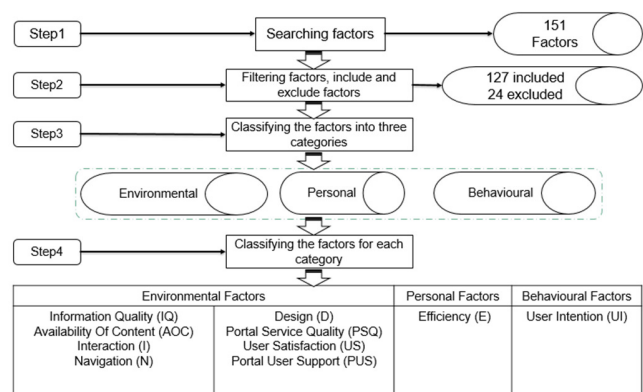 Step1
Searching factors
151
Factors
Step2
Filtering factors, include and
exclude factors
127 included
24 excluded
Step3
Classifying the factors into three
categories
Environmental
Personal
Behavioural
Step4
Classifying the factors for each
category
Environmental Factors
Personal Factors
Behavioural Factors
Information Quality (IQ)
Availability Of Content (AOC)
Interaction (I)
Navigation (N)
Design (D)
Portal Service Quality (PSQ)
User Satisfaction (US)
Portal User Support (PUS)
Efficiency (E)
User Intention (UI)